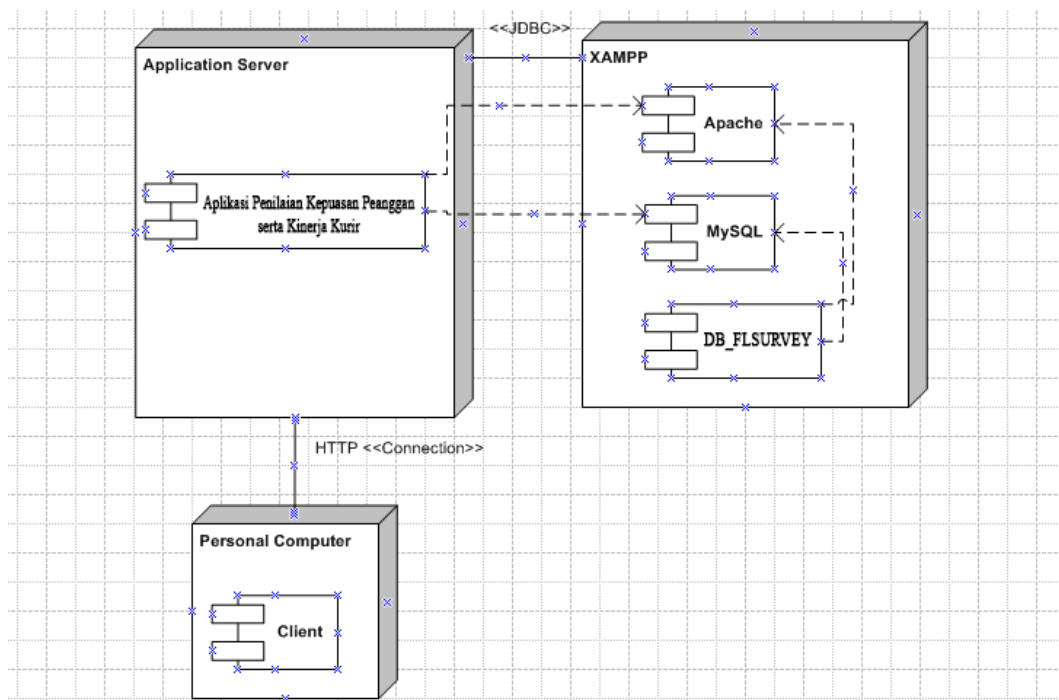 <<JDBC>>
Application Server
XAMPP
Apache
Aplikasi Penilaian Kepuasan Peanggan
serta Kinerja Kurir
MySQL
DB_FLSURVEY
HTTP <<Connection>>
Personal Computer
Client